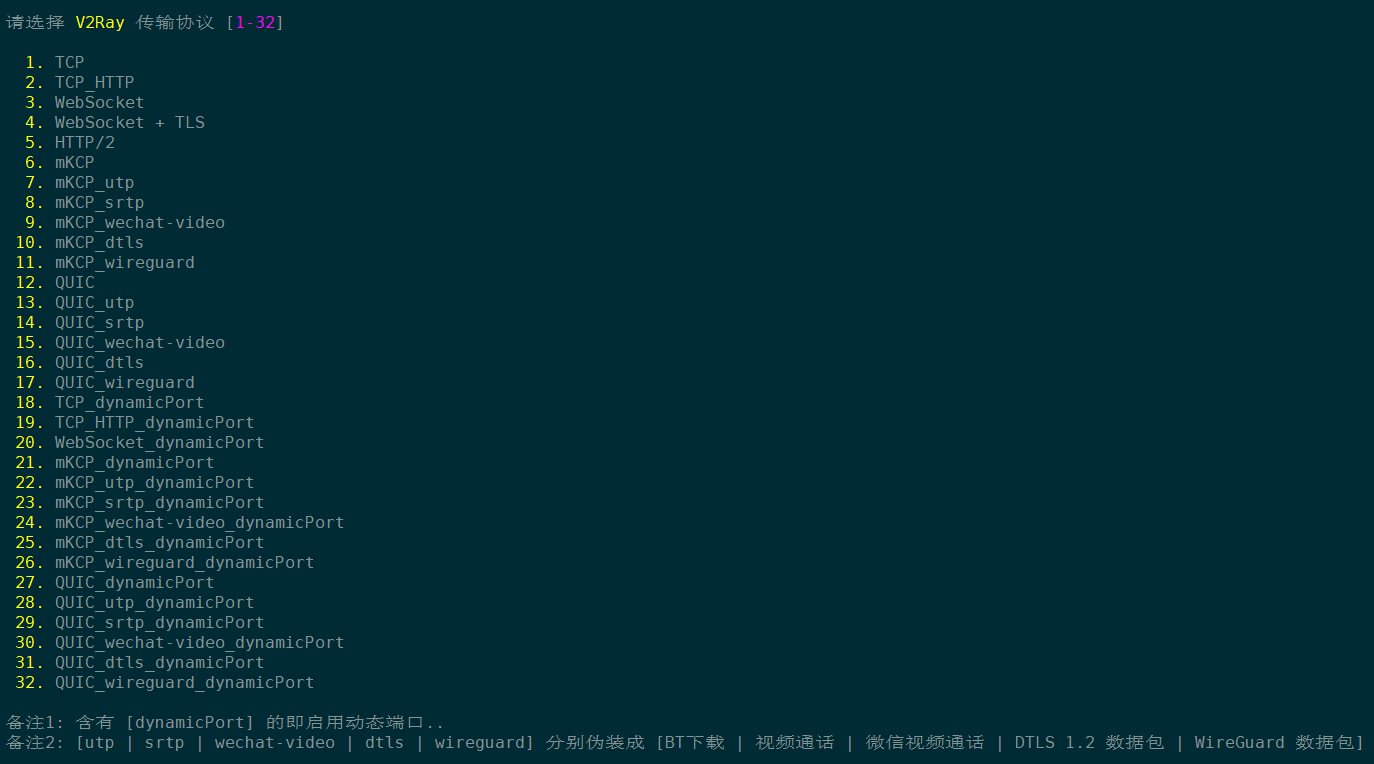 请选择 V2Ray 传输协议 [1-32]
1. TCP
2. TCP_HTTP
3. WebSocket
4. WebSocket + TLS
5. HTTP/2
6. mKCP
7. mKCP_utp
8. mKCP_srtp
9. mKCP_wechat-video
10. mKCP_dtls
11. mKCP_wireguard
12. QUIC
13. QUIC_utp
14. QUIC_srtp
15. QUIC_wechat-video
16. QUIC_dtls
17. QUIC_wireguard
18. TCP_dynamicPort
19. TCP_HTTP_dynamicPort
20. WebSocket_dynamicPort
21. mKCP_dynamicPort
22. mKCP_utp_dynamicPort
23. mKCP_srtp_dynamicPort
24. mKCP_wechat-video_dynamicPort
25. mKCP_dtls_dynamicPort
26. mKCP_wireguard_dynamicPort
27. QUIC_dynamicPort
28. QUIC_utp_dynamicPort
29. QUIC_srtp_dynamicPort
30. QUIC_wechat-video_dynamicPort
31. QUIC_dtls_dynamicPort
32. QUIC_wireguard_dynamicPort
备注1: 含有 [dynamicPort] 的即启用动态端口..
备注2: [utp | srtp | wechat-video | dtls | wireguard] 分别伪装成 [BT下载 | 视频通话 | 微信视频通话 | DTLS 1.2 数据包 | WireGuard 数据包]